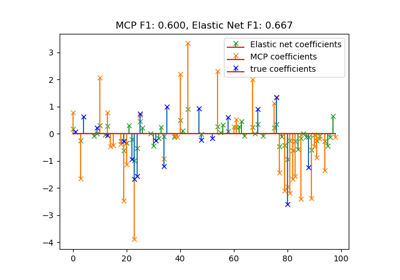 MCP F1: 0.600, Elastic Net F1: 0.667
Elastic net coefficients
MCP coefficients
true coefficients
3
2
1
0
−1
−2
−3
−4
0 20 40 60 80 100